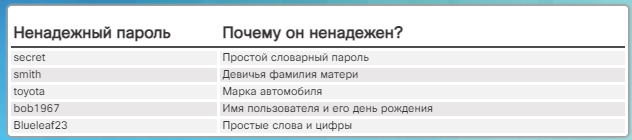 Ненадежный пароль Почему он ненадежен?
secret Простой словарный пароль
smith Девичья фамилия матери
toyota Марка автомобиля
bob1967 Имя пользователя и его день рождения
Blueleaf23 Простые слова и цифры